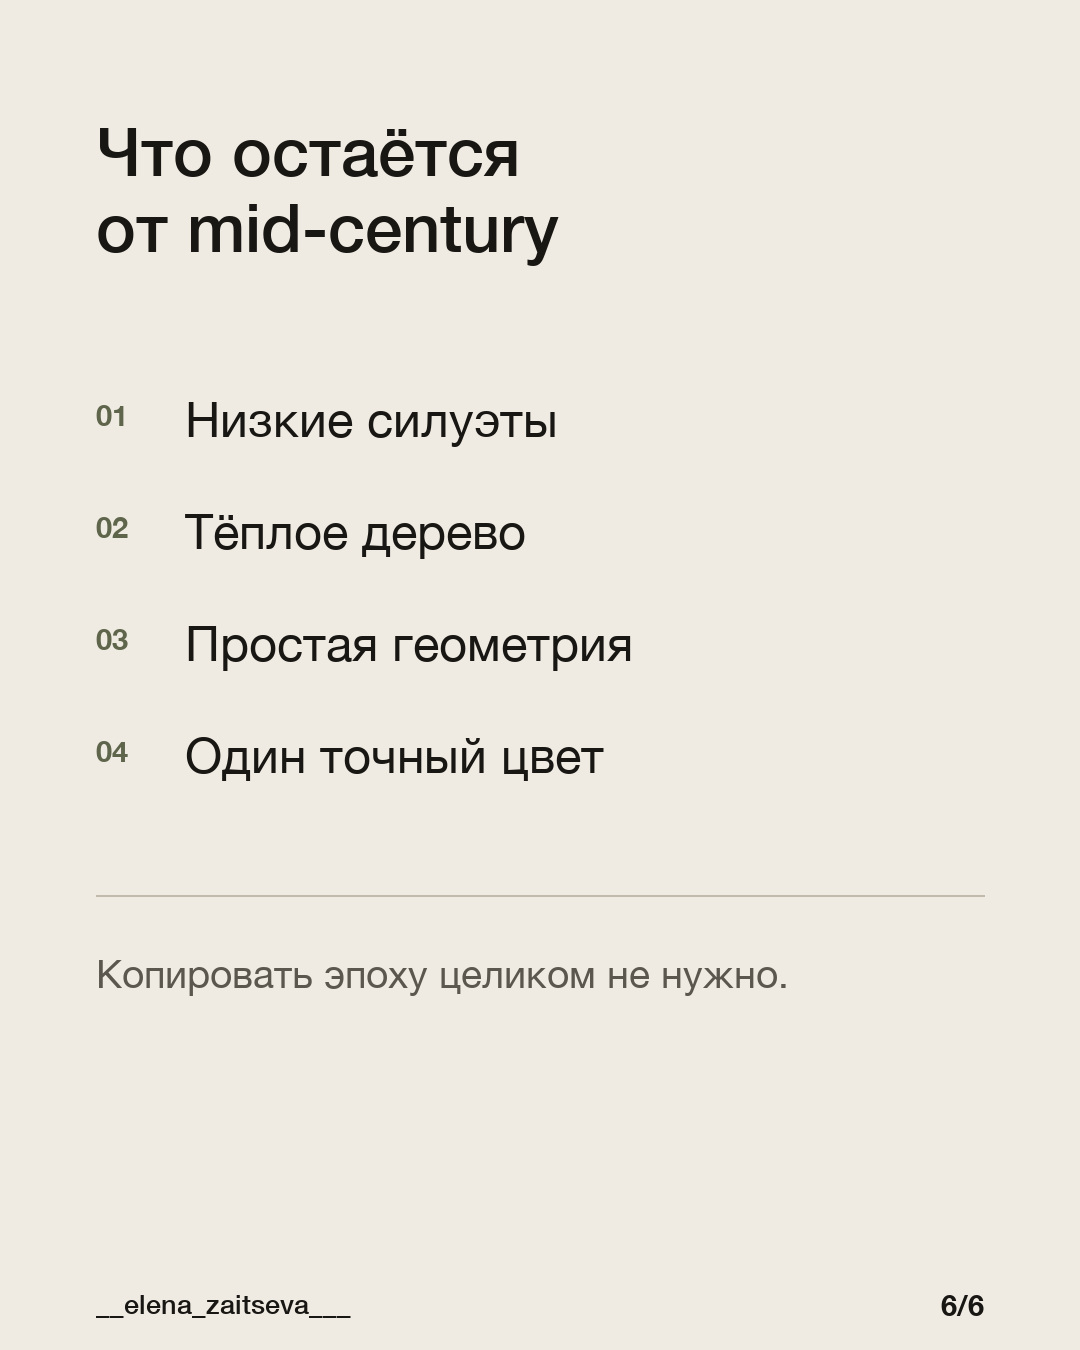 Что остаётся
от mid-century
01 Низкие силуэты
02 Тёплое дерево
03 Простая геометрия
04 Один точный цвет
Копировать эпоху целиком не нужно.
__elena_zaitseva___ 6/6